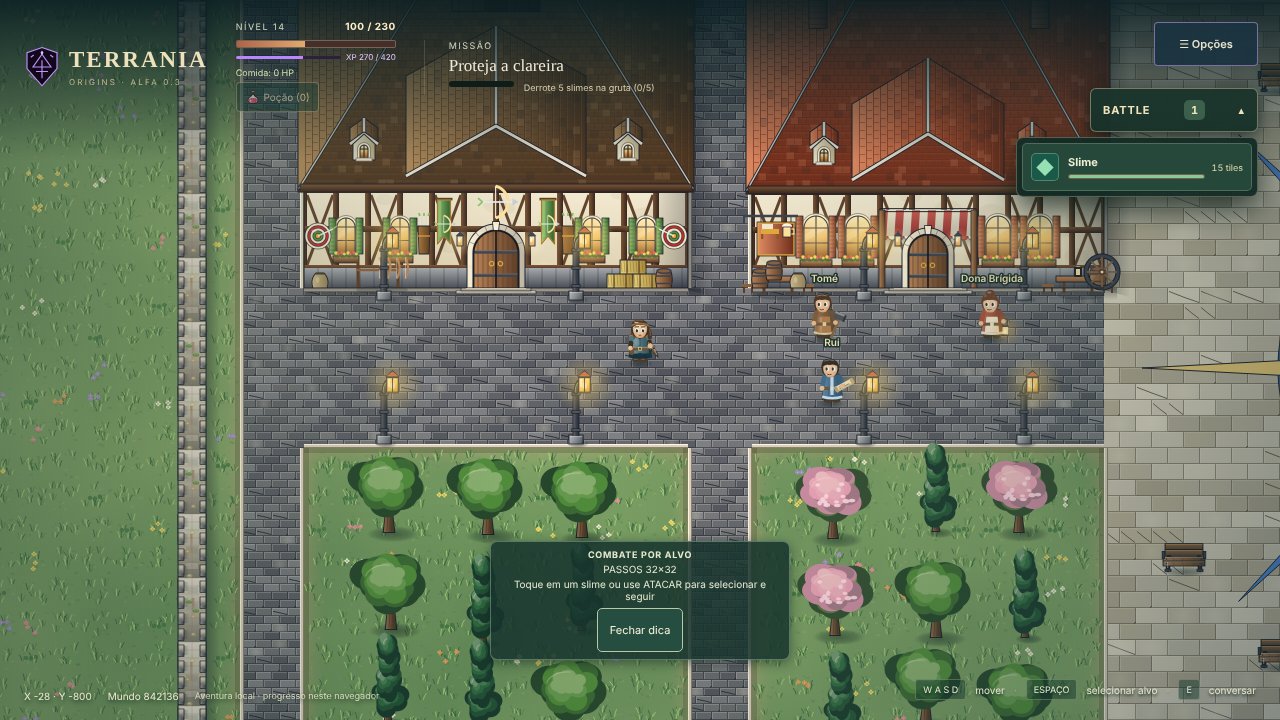 TERRANIA
ORIGINS · ALFA 0.3
NÍVEL 14
100 / 230
XP 270 / 420
Comida: 0 HP
Poção (0)
MISSÃO
Proteja a clareira
Derrote 5 slimes na gruta (0/5)
☰ Opções
BATTLE 1 ▲
Slime
15 tiles
Tomé
Dona Brígida
Rui
COMBATE POR ALVO
PASSOS 32×32
Toque em um slime ou use ATACAR para selecionar e
seguir
Fechar dica
X -28 · Y -800 Mundo 842136 Aventura local · progresso neste navegador
W A S D mover · ESPAÇO selecionar alvo · E conversar